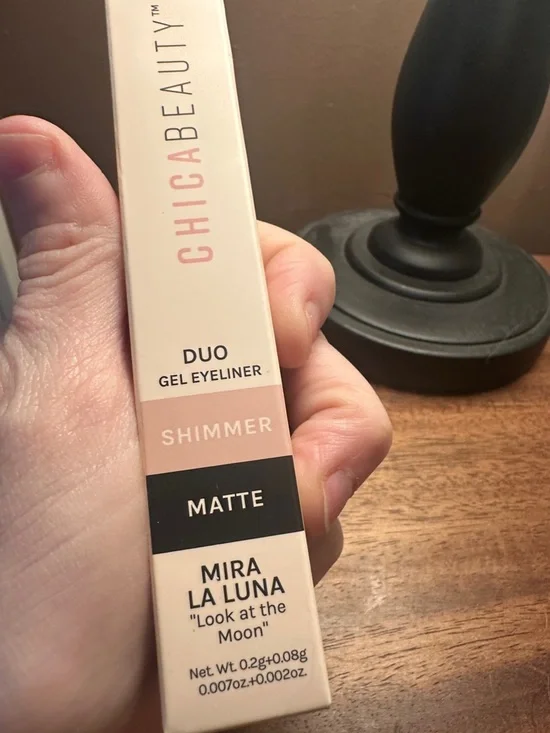 CHICABEAUTY™
DUO
GEL EYELINER
SHIMMER
MATTE
MIRA
LA LUNA
"Look at the
Moon"
Net. Wt. 0.2g+0.08g
0.007oz.+0.002oz.